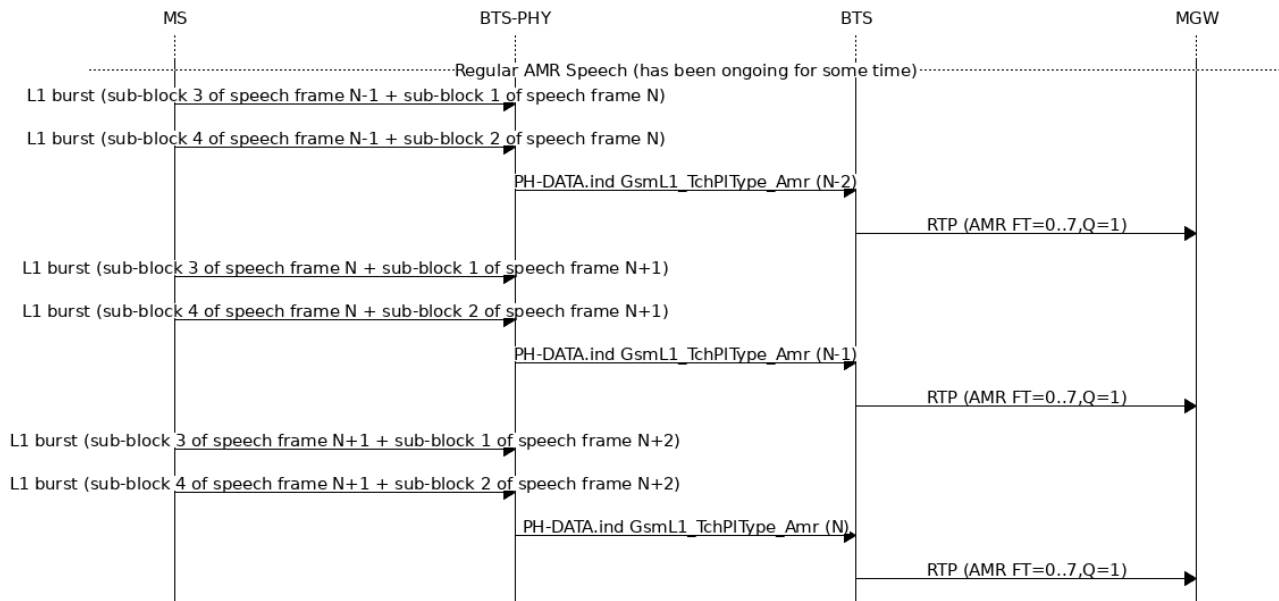 MS BTS-PHY BTS MGW
Regular AMR Speech (has been ongoing for some time)
L1 burst (sub-block 3 of speech frame N-1 + sub-block 1 of speech frame N)
L1 burst (sub-block 4 of speech frame N-1 + sub-block 2 of speech frame N)
PH-DATA.ind GsmL1_TchPlType_Amr (N-2)
RTP (AMR FT=0..7,Q=1)
L1 burst (sub-block 3 of speech frame N + sub-block 1 of speech frame N+1)
L1 burst (sub-block 4 of speech frame N + sub-block 2 of speech frame N+1)
PH-DATA.ind GsmL1_TchPlType_Amr (N-1)
RTP (AMR FT=0..7,Q=1)
L1 burst (sub-block 3 of speech frame N+1 + sub-block 1 of speech frame N+2)
L1 burst (sub-block 4 of speech frame N+1 + sub-block 2 of speech frame N+2)
PH-DATA.ind GsmL1_TchPlType_Amr (N)
RTP (AMR FT=0..7,Q=1)